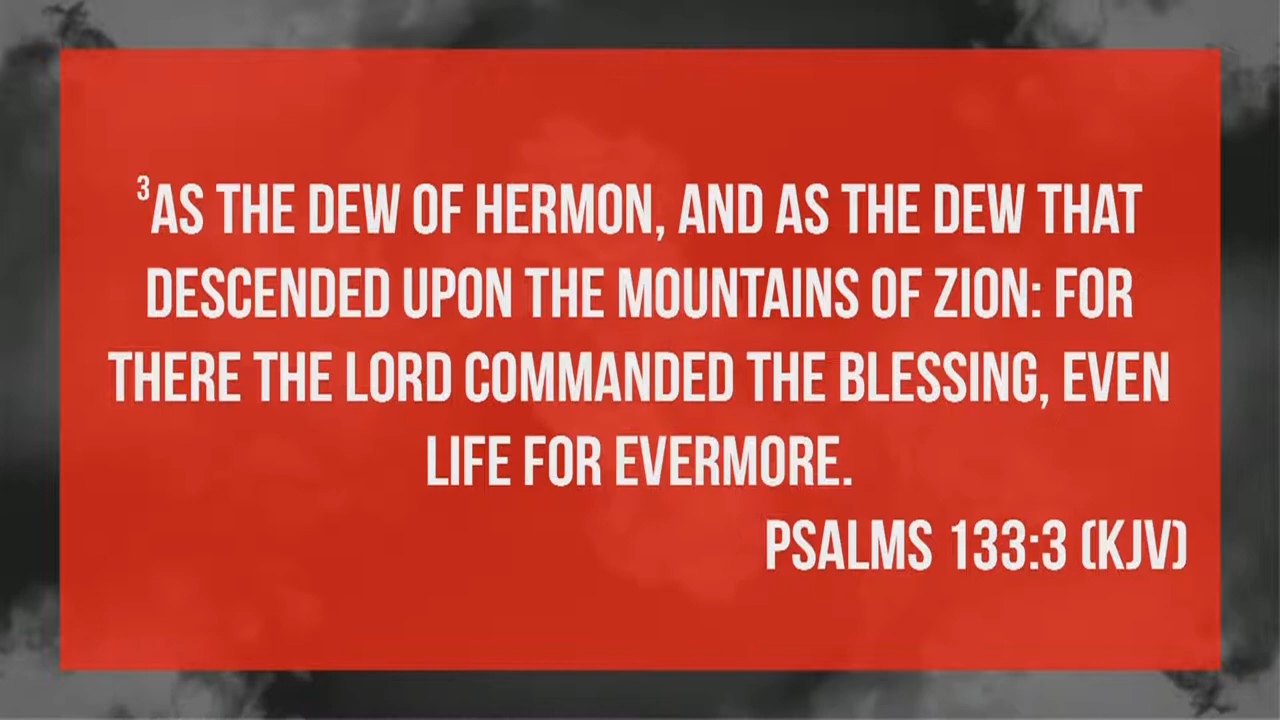 ³AS THE DEW OF HERMON, AND AS THE DEW THAT
DESCENDED UPON THE MOUNTAINS OF ZION: FOR
THERE THE LORD COMMANDED THE BLESSING, EVEN
LIFE FOR EVERMORE.
PSALMS 133:3 (KJV)